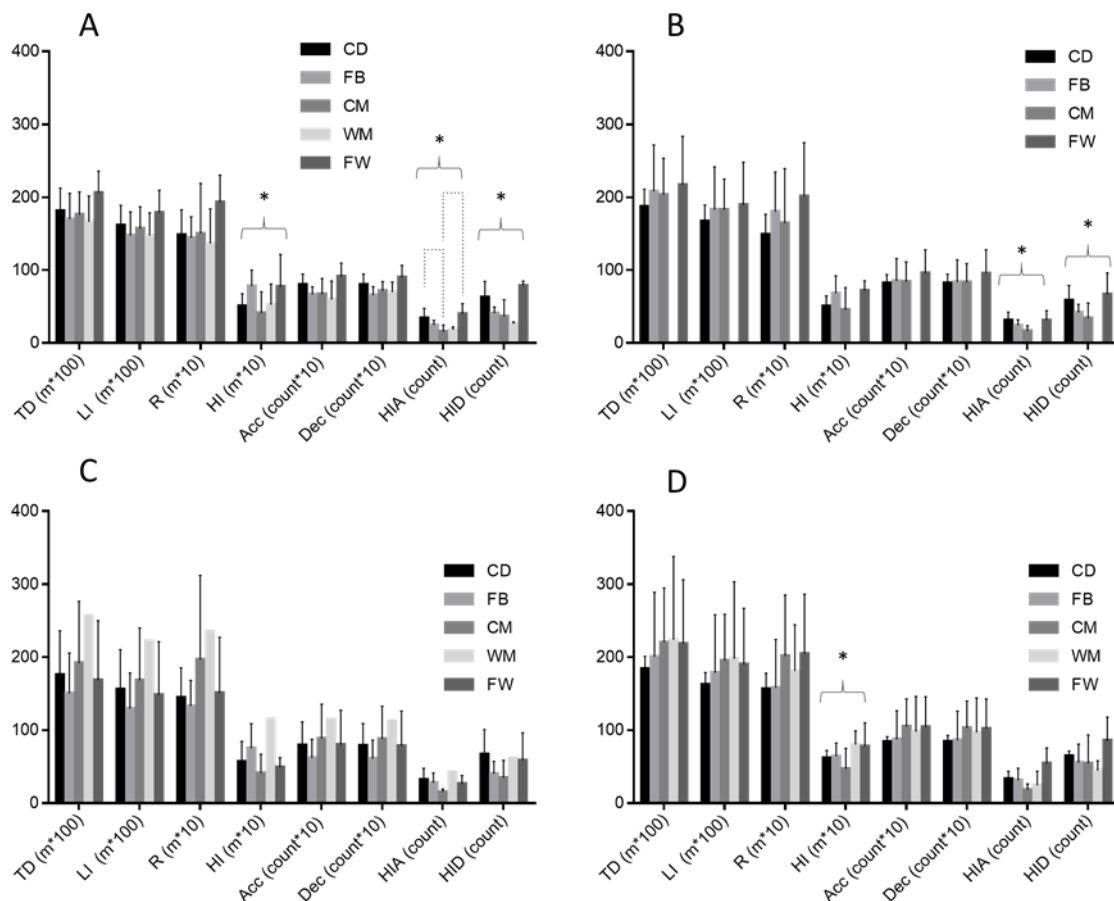 A
400
300
200
100
0
CD
FB
CM
WM
FW
*
*
*
TD (m*100)
LI (m*100)
R (m*10)
HI (m*10)
Acc (count*10)
Dec (count*10)
HIA (count)
HID (count)
B
400
300
200
100
0
CD
FB
CM
FW
*
*
TD (m*100)
LI (m*100)
R (m*10)
HI (m*10)
Acc (count*10)
Dec (count*10)
HIA (count)
HID (count)
C
400
300
200
100
0
CD
FB
CM
WM
FW
TD (m*100)
LI (m*100)
R (m*10)
HI (m*10)
Acc (count*10)
Dec (count*10)
HIA (count)
HID (count)
D
400
300
200
100
0
CD
FB
CM
WM
FW
*
TD (m*100)
LI (m*100)
R (m*10)
HI (m*10)
Acc (count*10)
Dec (count*10)
HIA (count)
HID (count)